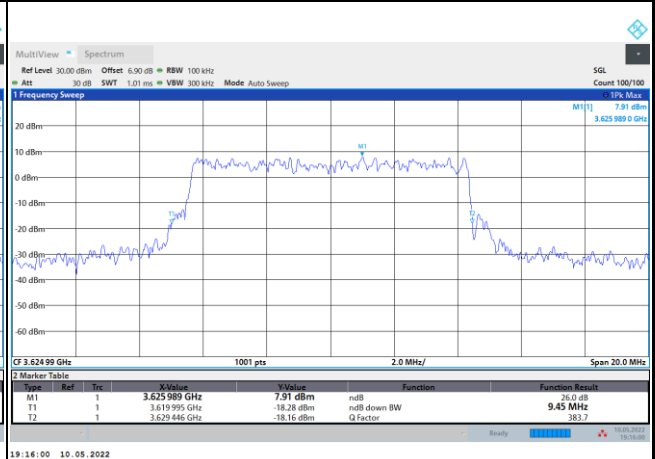 MultiView Spectrum
Ref Level 30.00 dBm Offset 6.90 dB RBW 100 kHz SGL
Att 30 dB SWT 1.01 ms VBW 300 kHz Mode Auto Sweep Count 100/100
1 Frequency Sweep 1Pk Max
M1[1] 7.91 dBm
3.625 989 0 GHz
20 dBm
M1
10 dBm
0 dBm
-10 dBm
T1 T2
-20 dBm
-30 dBm
-40 dBm
-50 dBm
-60 dBm
CF 3.624 99 GHz 1001 pts 2.0 MHz/ Span 20.0 MHz
2 Marker Table
Type Ref Trc X-Value Y-Value Function Function Result
M1 1 3.625 989 GHz 7.91 dBm ndB 26.0 dB
T1 1 3.619 995 GHz -18.28 dBm ndB down BW 9.45 MHz
T2 1 3.629 446 GHz -18.16 dBm Q Factor 383.7
Ready 10.05.2022
19:16:00
19:16:00 10.05.2022